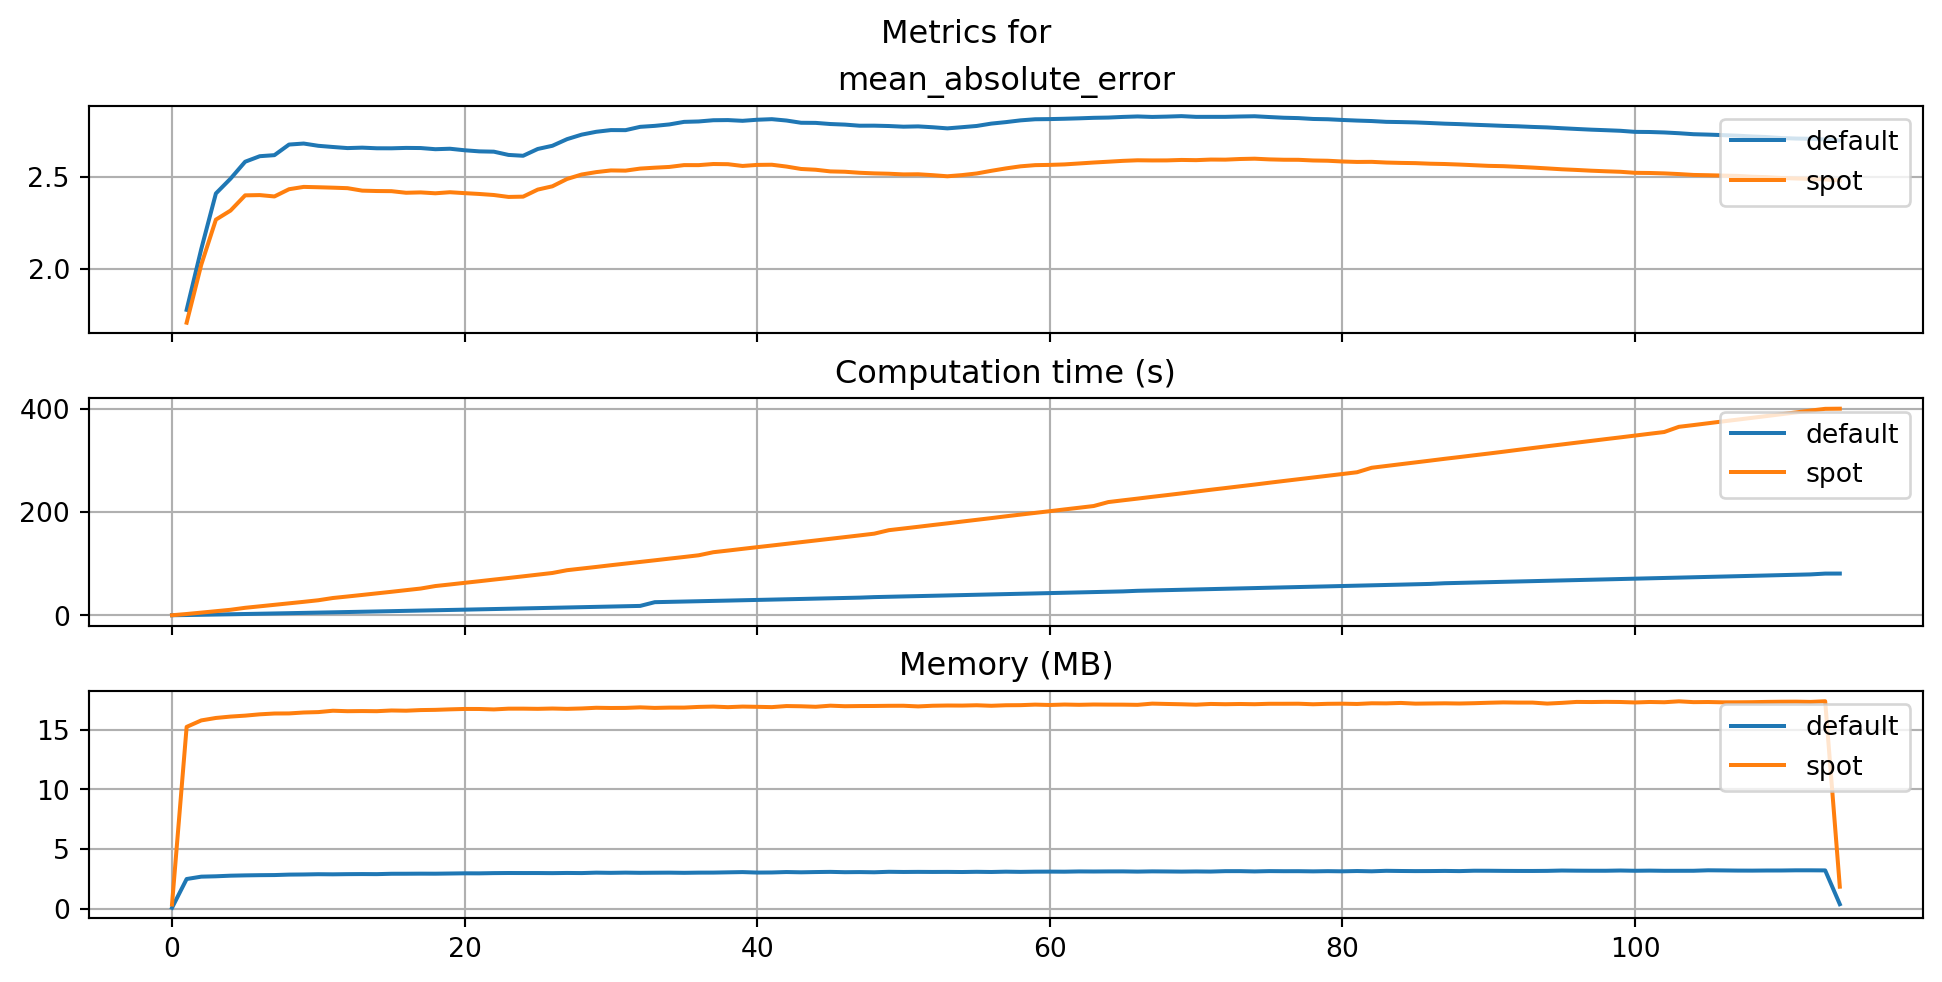 Metrics for
mean_absolute_error
2.5
2.0
default
spot
Computation time (s)
400
200
0
default
spot
Memory (MB)
15
10
5
0
default
spot
0 20 40 60 80 100